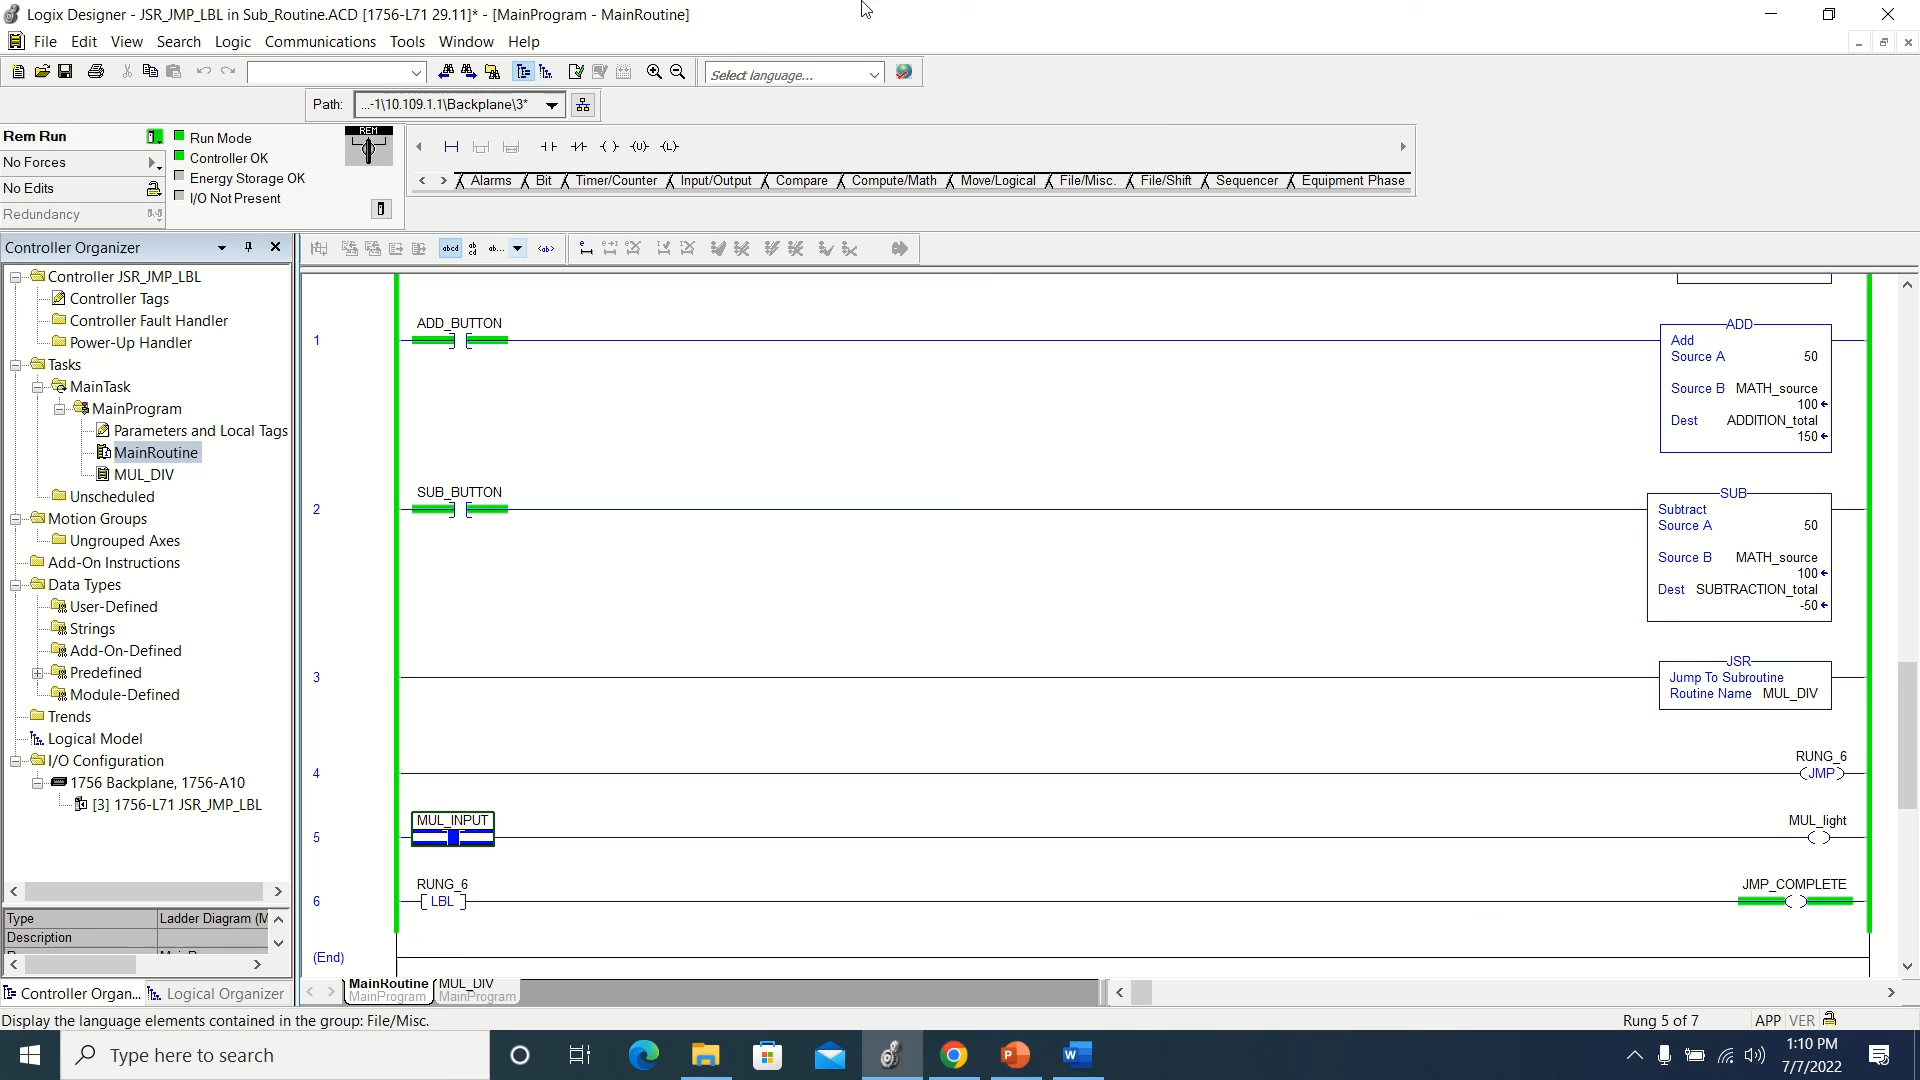 Logix Designer - JSR_JMP_LBL in Sub_Routine.ACD [1756-L71 29.11]* - [MainProgram - MainRoutine]
File Edit View Search Logic Communications Tools Window Help
Select language...
Path: ...-1\10.109.1.1\Backplane\3*
Rem Run
No Forces
No Edits
Redundancy
Run Mode
Controller OK
Energy Storage OK
I/O Not Present
REM
(U) (L)
Alarms Bit Timer/Counter Input/Output Compare Compute/Math Move/Logical File/Misc. File/Shift Sequencer Equipment Phase
Controller Organizer
abcd ab cd ab... <ab>
Controller JSR_JMP_LBL
Controller Tags
Controller Fault Handler
Power-Up Handler
Tasks
MainTask
MainProgram
Parameters and Local Tags
MainRoutine
MUL_DIV
Unscheduled
Motion Groups
Ungrouped Axes
Add-On Instructions
Data Types
User-Defined
Strings
Add-On-Defined
Predefined
Module-Defined
Trends
Logical Model
I/O Configuration
1756 Backplane, 1756-A10
[3] 1756-L71 JSR_JMP_LBL
Type Ladder Diagram (M
Description
Controller Organ... Logical Organizer
1
ADD_BUTTON
ADD
Add
Source A 50
Source B MATH_source
100
Dest ADDITION_total
150
2
SUB_BUTTON
SUB
Subtract
Source A 50
Source B MATH_source
100
Dest SUBTRACTION_total
-50
3
JSR
Jump To Subroutine
Routine Name MUL_DIV
4
RUNG_6
JMP
5
MUL_INPUT
MUL_light
6
RUNG_6
LBL
JMP_COMPLETE
(End)
MainRoutine
MainProgram
MUL_DIV
MainProgram
Display the language elements contained in the group: File/Misc.
Rung 5 of 7
APP VER
Type here to search
1:10 PM
7/7/2022